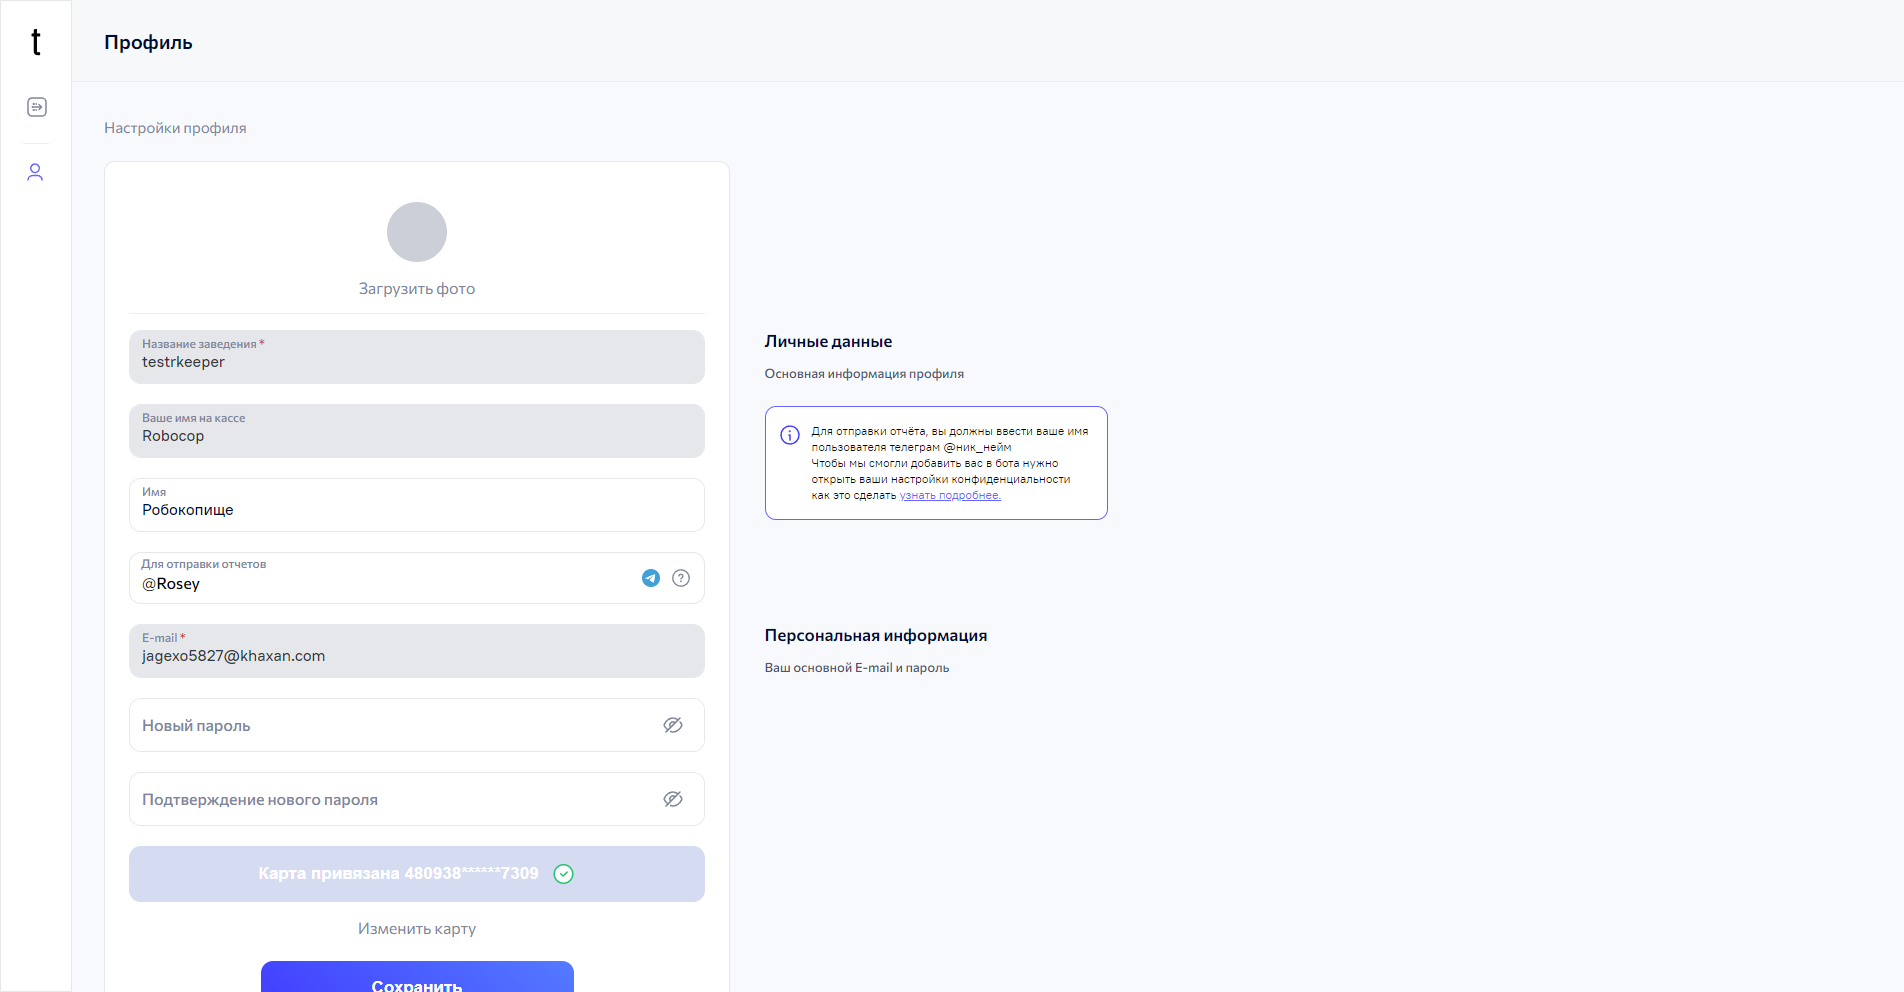 t
Профиль
Настройки профиля
Загрузить фото
Название заведения *
testrkeeper
Ваше имя на кассе
Robocop
Имя
Робокопище
Для отправки отчетов
@Rosey
E-mail *
jagexo5827@khaxan.com
Новый пароль
Подтверждение нового пароля
Карта привязана 480938******7309
Изменить карту
Сохранить
Личные данные
Основная информация профиля
Для отправки отчёта, вы должны ввести ваше имя
пользователя телеграм @ник_нейм
Чтобы мы смогли добавить вас в бота нужно
открыть ваши настройки конфиденциальности
как это сделать узнать подробнее.
Персональная информация
Ваш основной E-mail и пароль